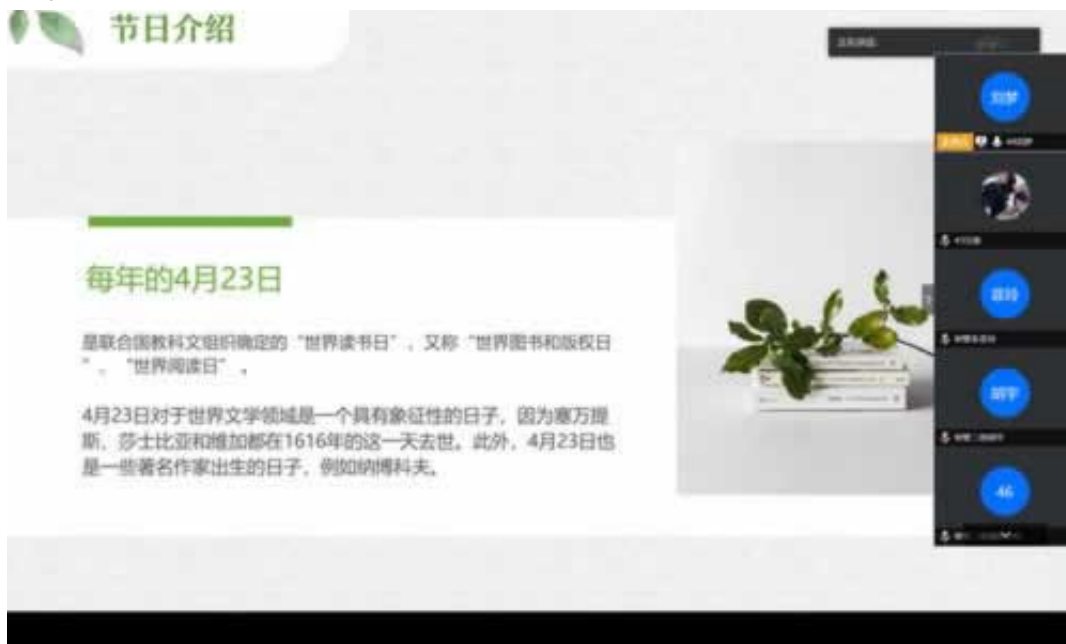 节日介绍
每年的4月23日
是联合国教科文组织确定的“世界读书日”，又称“世界图书和版权日
”、“世界阅读日”。
4月23日对于世界文学领域是一个具有象征性的日子，因为塞万提
斯、莎士比亚和维加都在1616年的这一天去世。此外，4月23日也
是一些著名作家出生的日子，例如纳博科夫。
刘梦
胡宇
46